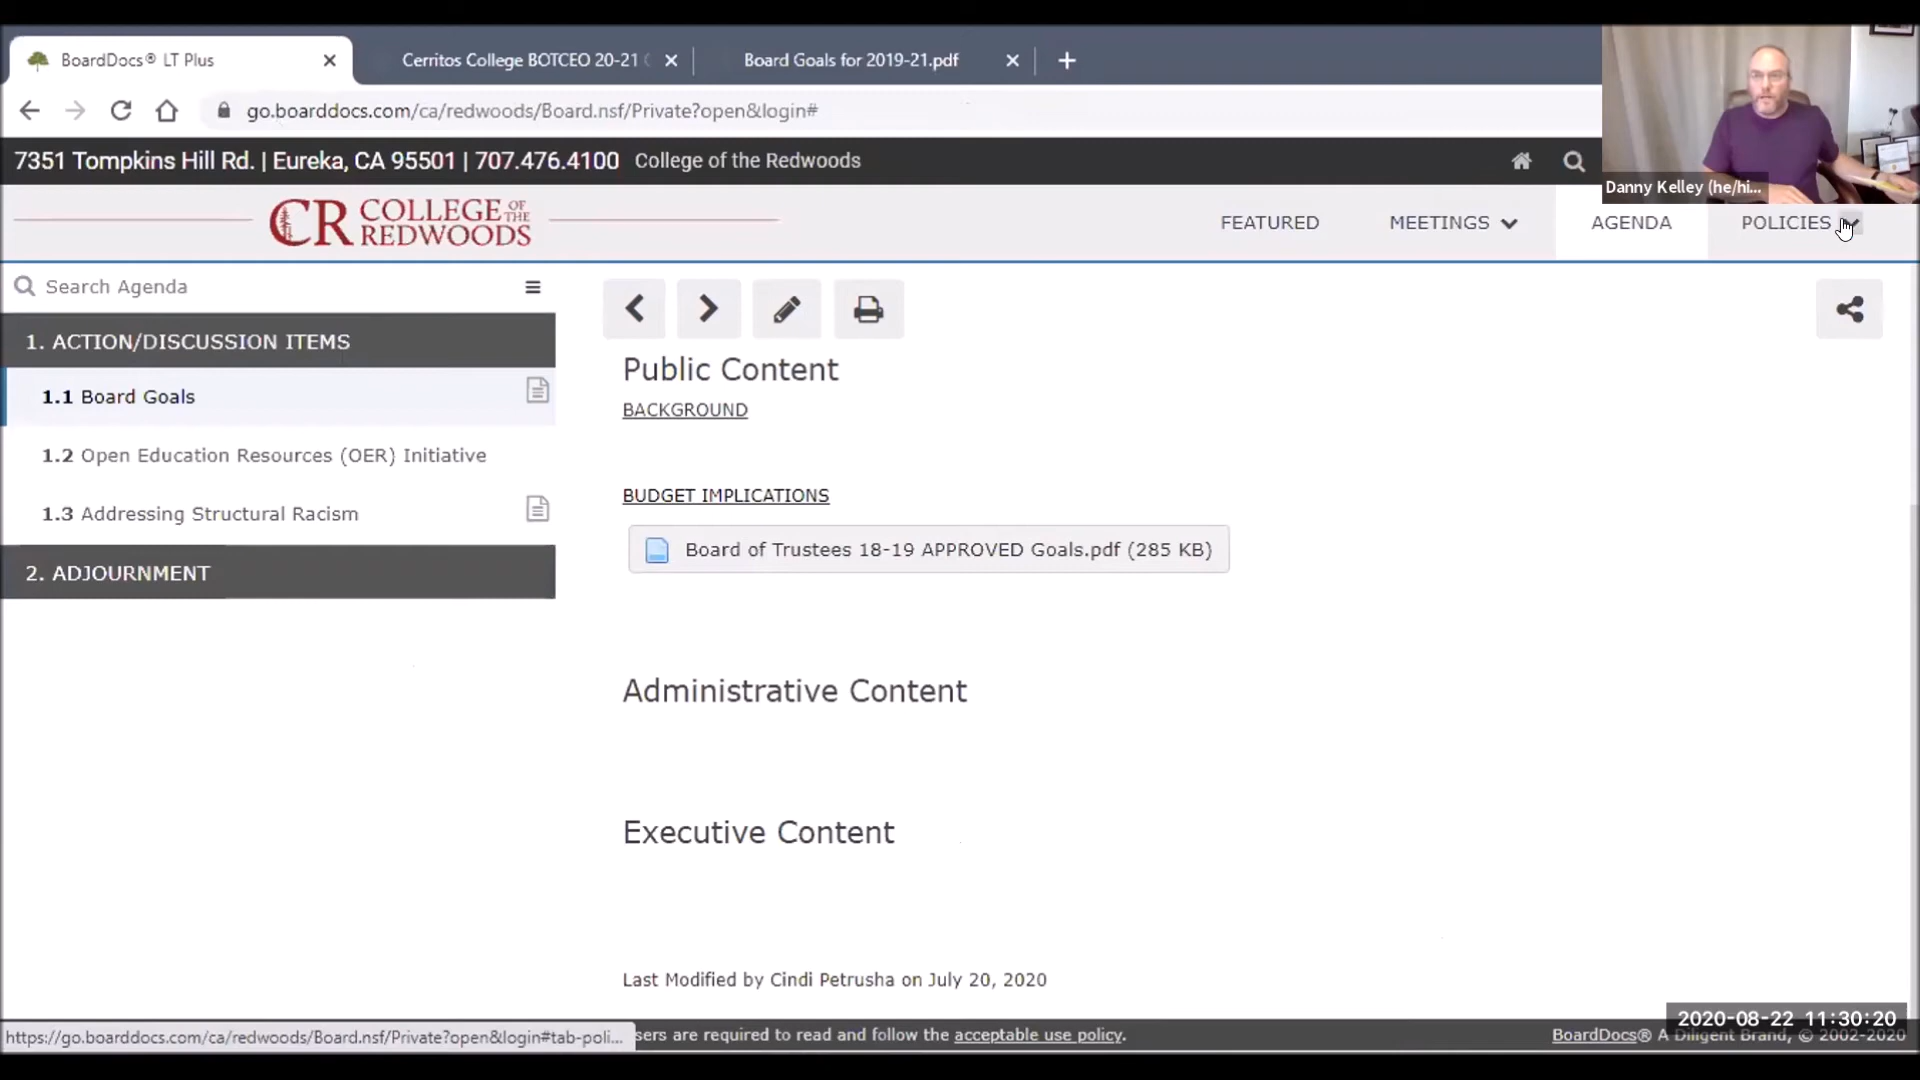 BoardDocs® LT Plus
Cerritos College BOTCEO 20-21
Board Goals for 2019-21.pdf
go.boarddocs.com/ca/redwoods/Board.nsf/Private?open&login#
7351 Tompkins Hill Rd. | Eureka, CA 95501 | 707.476.4100 College of the Redwoods
Danny Kelley (he/hi...
CR COLLEGE OF THE REDWOODS
FEATURED
MEETINGS
AGENDA
POLICIES
Search Agenda
1. ACTION/DISCUSSION ITEMS
1.1 Board Goals
1.2 Open Education Resources (OER) Initiative
1.3 Addressing Structural Racism
2. ADJOURNMENT
Public Content
BACKGROUND
BUDGET IMPLICATIONS
Board of Trustees 18-19 APPROVED Goals.pdf (285 KB)
Administrative Content
Executive Content
Last Modified by Cindi Petrusha on July 20, 2020
2020-08-22 11:30:20
https://go.boarddocs.com/ca/redwoods/Board.nsf/Private?open&login#tab-poli...
sers are required to read and follow the acceptable use policy.
BoardDocs® A Diligent Brand, © 2002-2020